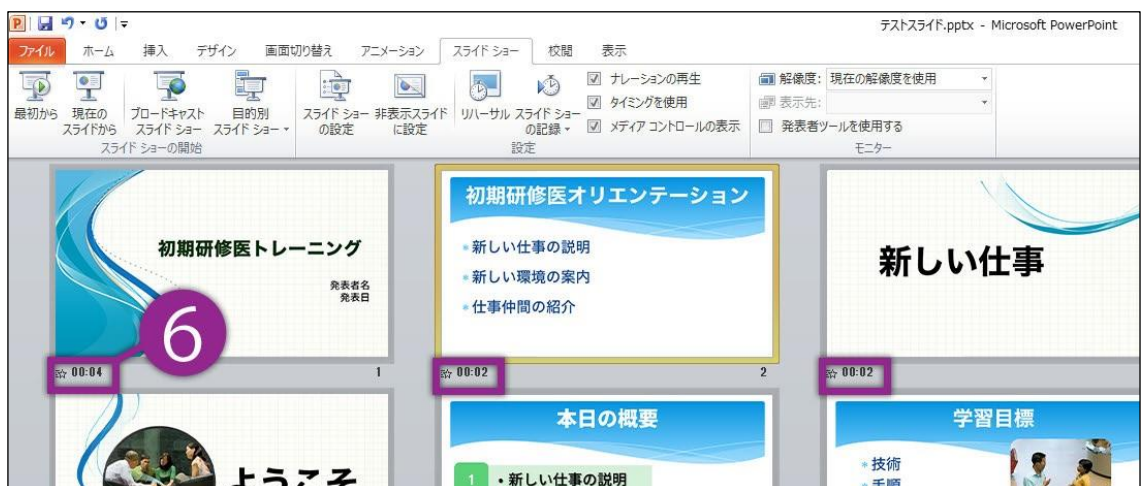 テストスライド.pptx - Microsoft PowerPoint
ファイル ホーム 挿入 デザイン 画面切り替え アニメーション スライド ショー 校閲 表示
最初から
現在の
スライドから
ブロードキャスト
スライド ショー
目的別
スライド ショー
スライド ショーの開始
スライド ショー
の設定
非表示スライド
に設定
リハーサル
スライド ショー
の記録
ナレーションの再生
タイミングを使用
メディア コントロールの表示
設定
解像度: 現在の解像度を使用
表示先:
発表者ツールを使用する
モニター
初期研修医トレーニング
発表者名
発表日
6
00:04 1
初期研修医オリエンテーション
新しい仕事の説明
新しい環境の案内
仕事仲間の紹介
00:02 2
新しい仕事
00:02
ようこそ
本日の概要
1 ・新しい仕事の説明
学習目標
技術
手順